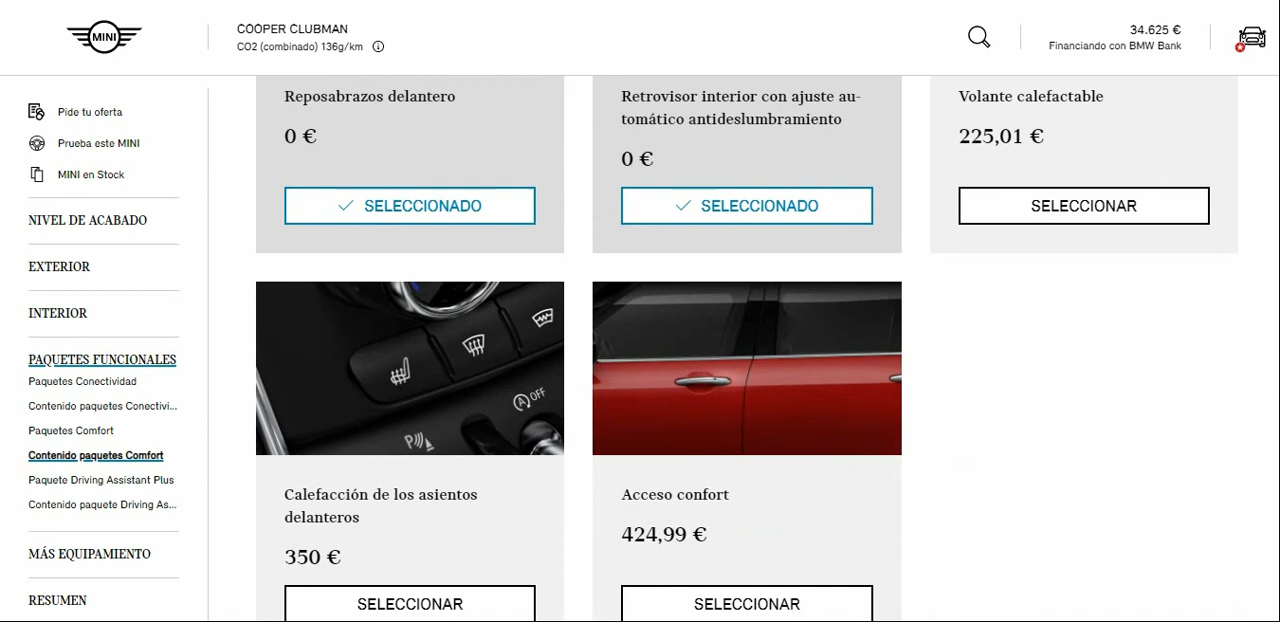 MINI
COOPER CLUBMAN
CO2 (combinado) 136g/km
34.625 €
Financiando con BMW Bank
Pide tu oferta
Prueba este MINI
MINI en Stock
NIVEL DE ACABADO
EXTERIOR
INTERIOR
PAQUETES FUNCIONALES
Paquetes Conectividad
Contenido paquetes Conectivi...
Paquetes Comfort
Contenido paquetes Comfort
Paquete Driving Assistant Plus
Contenido paquete Driving As...
MÁS EQUIPAMIENTO
RESUMEN
Reposabrazos delantero
0 €
SELECCIONADO
Retrovisor interior con ajuste au-
tomático antideslumbramiento
0 €
SELECCIONADO
Volante calefactable
225,01 €
SELECCIONAR
OFF
P
Calefacción de los asientos
delanteros
350 €
SELECCIONAR
Acceso confort
424,99 €
SELECCIONAR